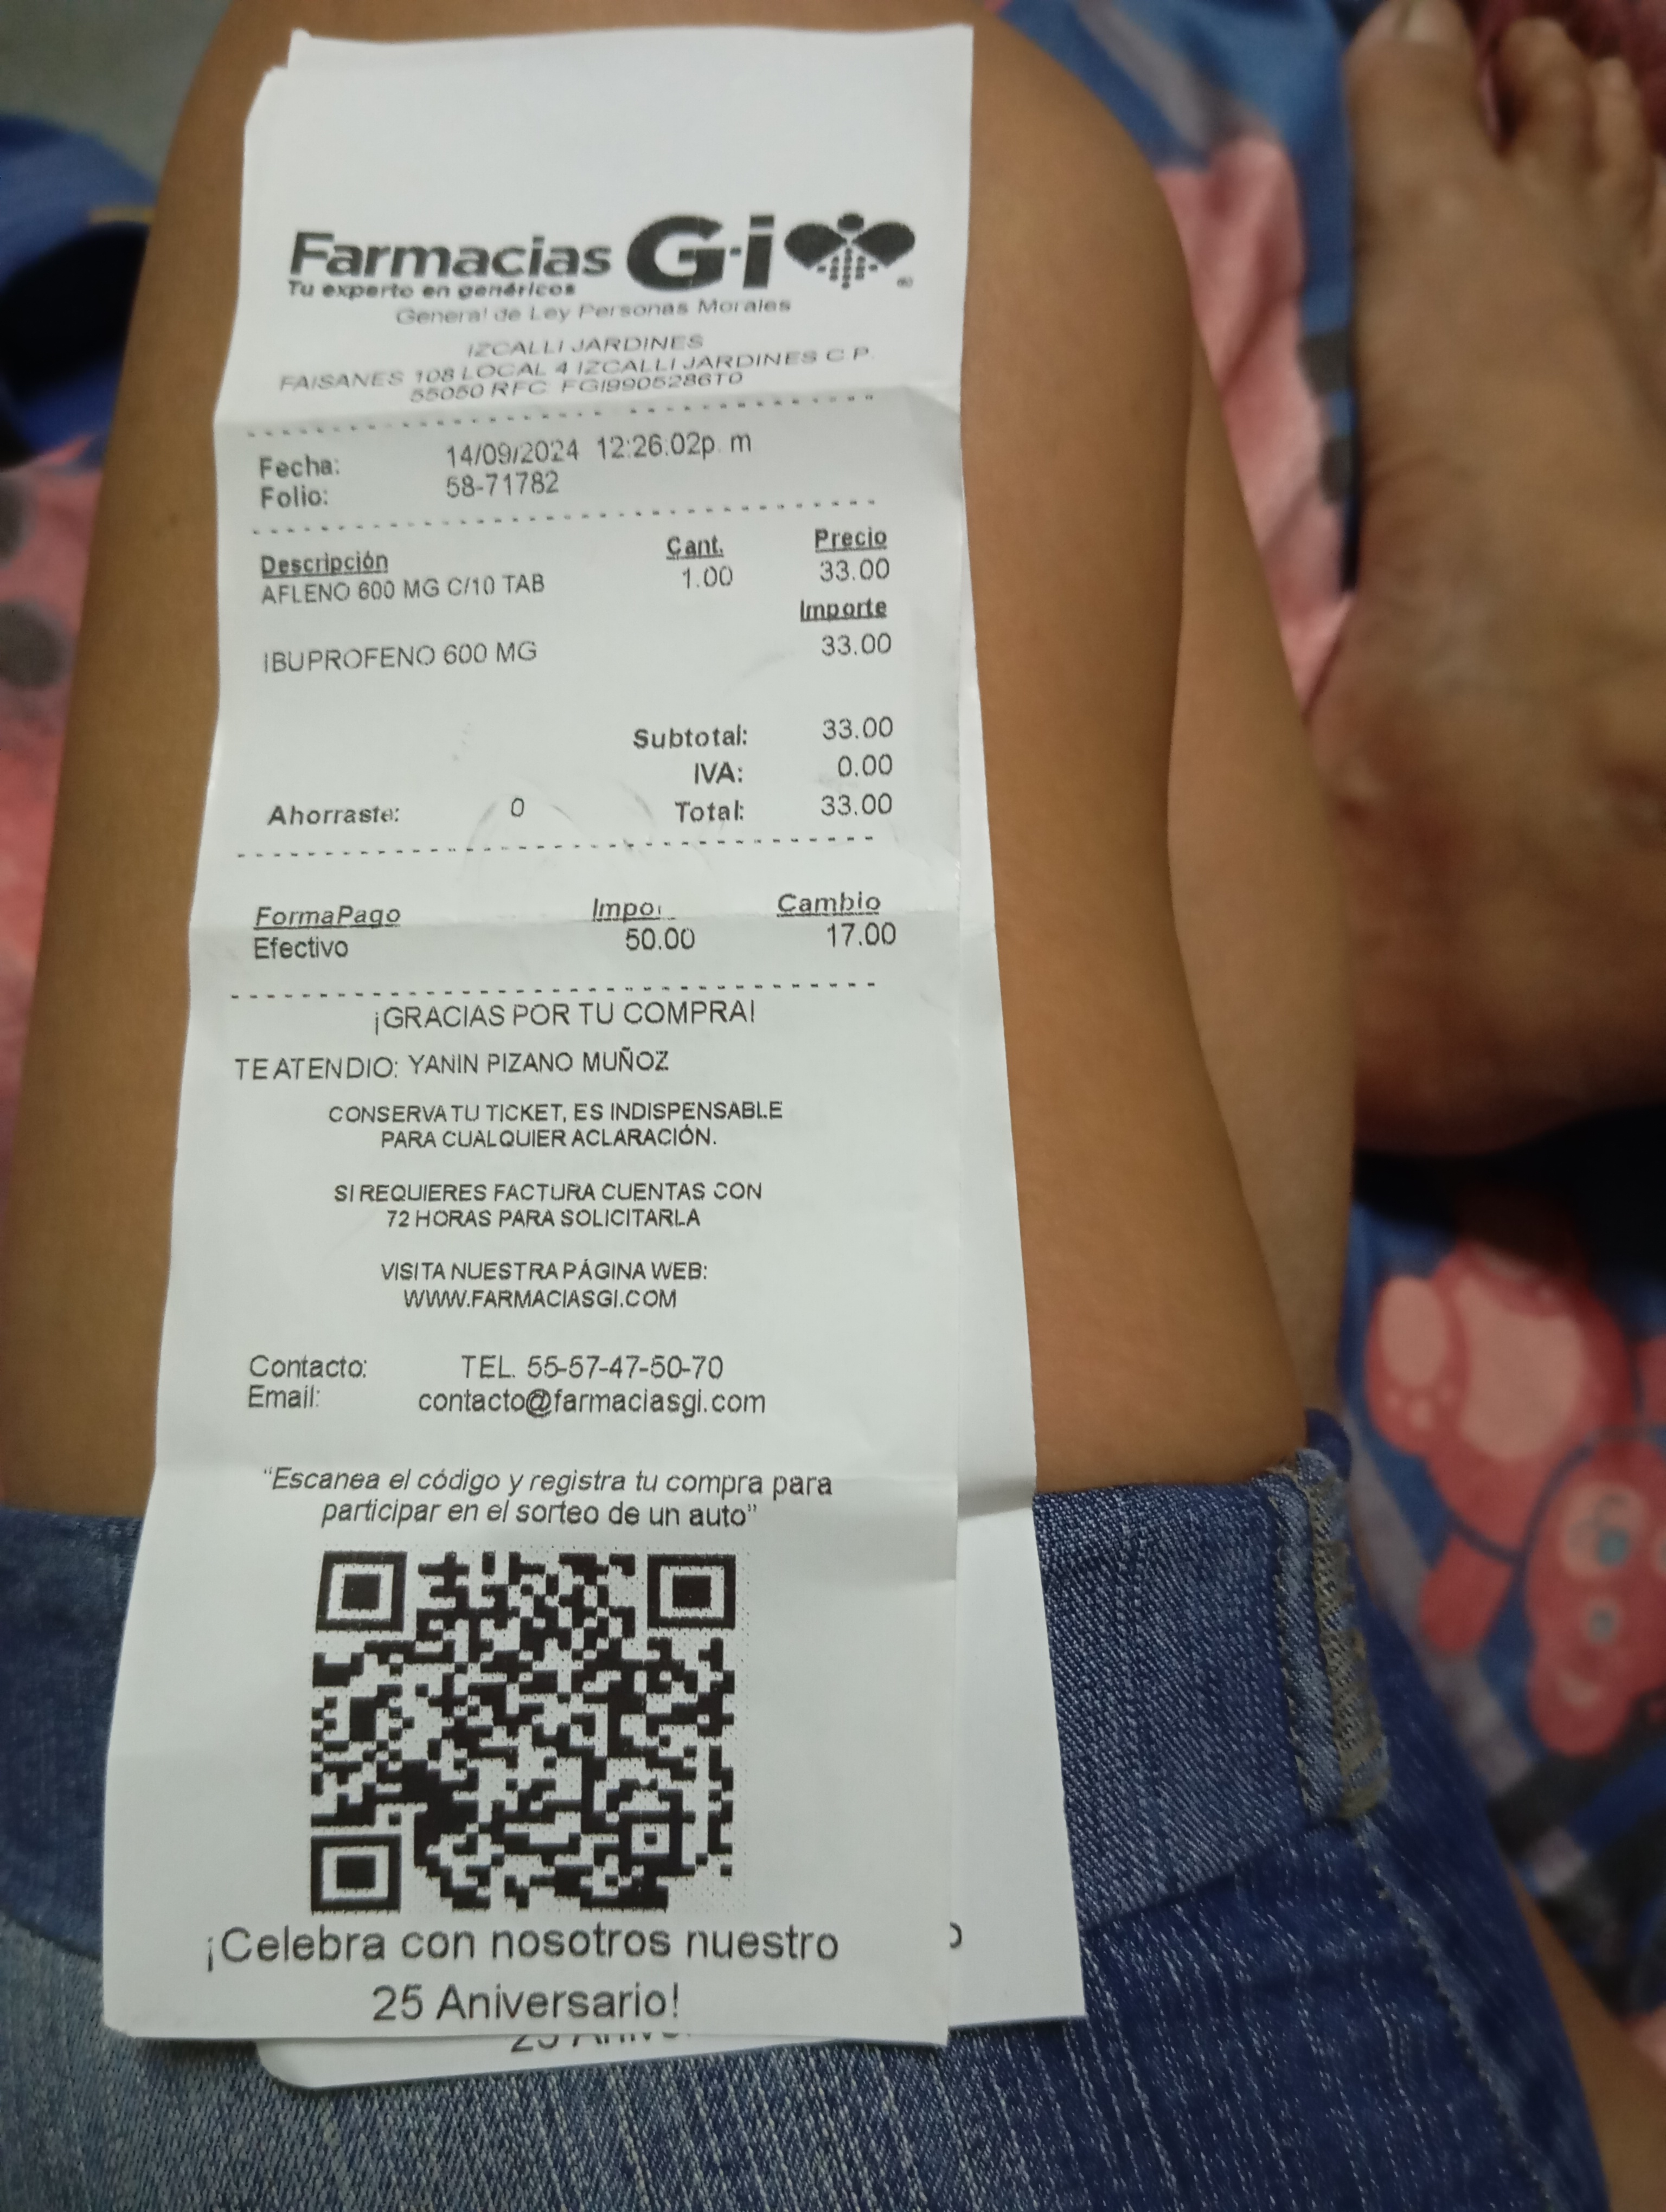 Farmacias G·i
Tu experto en genéricos
General de Ley Personas Morales
IZCALLI JARDINES
FAISANES 108 LOCAL 4 IZCALLI JARDINES C.P.
55050 RFC. FGI9905286T0
Fecha: 14/09/2024 12:26:02p. m
Folio: 58-71782
Descripción Cant. Precio
AFLENO 600 MG C/10 TAB 1.00 33.00
Importe
IBUPROFENO 600 MG 33.00
Subtotal: 33.00
IVA: 0.00
Ahorraste: 0 Total: 33.00
FormaPago Impor Cambio
Efectivo 50.00 17.00
¡GRACIAS POR TU COMPRA!
TE ATENDIO: YANIN PIZANO MUÑOZ
CONSERVA TU TICKET, ES INDISPENSABLE
PARA CUALQUIER ACLARACIÓN.
SI REQUIERES FACTURA CUENTAS CON
72 HORAS PARA SOLICITARLA
VISITA NUESTRA PÁGINA WEB:
WWW.FARMACIASGI.COM
Contacto: TEL. 55-57-47-50-70
Email: contacto@farmaciasgi.com
"Escanea el código y registra tu compra para
participar en el sorteo de un auto"
¡Celebra con nosotros nuestro
25 Aniversario!